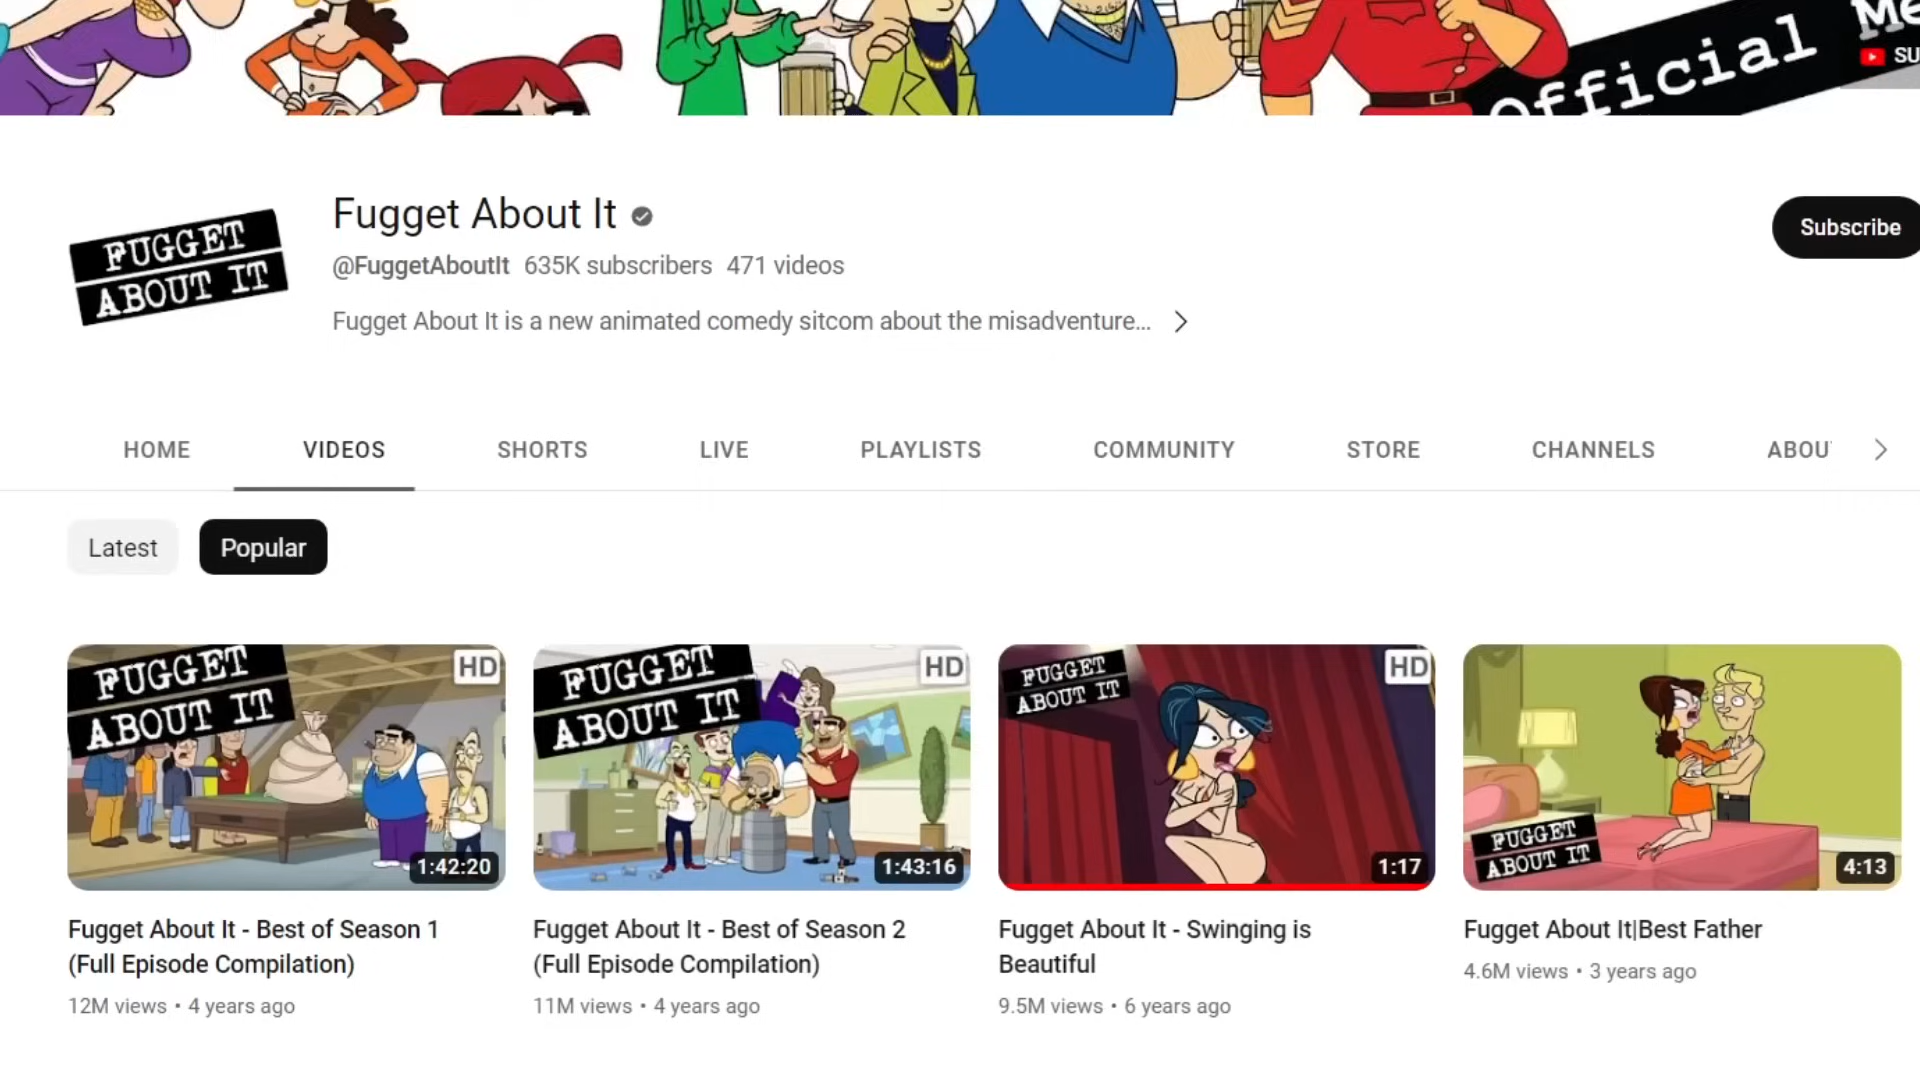 Official Me
SU
FUGGET
ABOUT IT
Fugget About It
@FuggetAboutIt 635K subscribers 471 videos
Fugget About It is a new animated comedy sitcom about the misadventure...
Subscribe
HOME VIDEOS SHORTS LIVE PLAYLISTS COMMUNITY STORE CHANNELS ABOU
Latest Popular
FUGGET
ABOUT IT
HD
1:42:20
FUGGET
ABOUT IT
HD
1:43:16
FUGGET
ABOUT IT
HD
1:17
FUGGET
ABOUT IT
4:13
Fugget About It - Best of Season 1
(Full Episode Compilation)
12M views • 4 years ago
Fugget About It - Best of Season 2
(Full Episode Compilation)
11M views • 4 years ago
Fugget About It - Swinging is
Beautiful
9.5M views • 6 years ago
Fugget About It|Best Father
4.6M views • 3 years ago